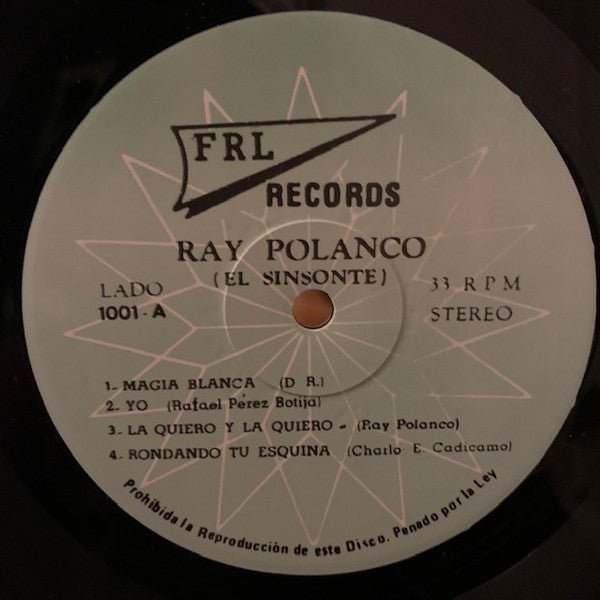 FRL
RECORDS
RAY POLANCO
(EL SINSONTE)
LADO
1001-A
33 RPM
STEREO
1- MAGIA BLANCA (D R.)
2- YO (Rafael Pérez Botija)
3- LA QUIERO Y LA QUIERO - (Ray Polanco)
4- RONDANDO TU ESQUINA (Charlo E. Cadicamo)
Prohibida la Reproducción de este Disco. Penado por la Ley